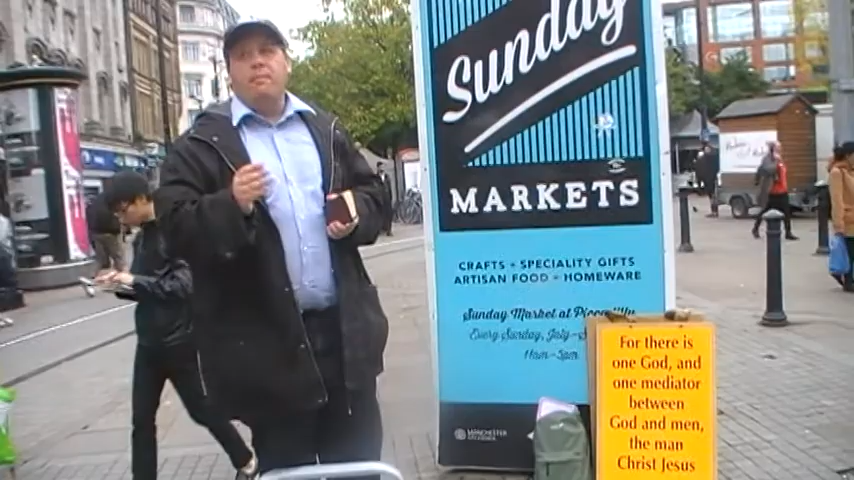 Sunday
MARKETS
CRAFTS + SPECIALITY GIFTS
ARTISAN FOOD + HOMEWARE
Sunday Market at Piccadilly
Every Sunday, July-
11am-5pm
MANCHESTER
For there is
one God, and
one mediator
between
God and men,
the man
Christ Jesus